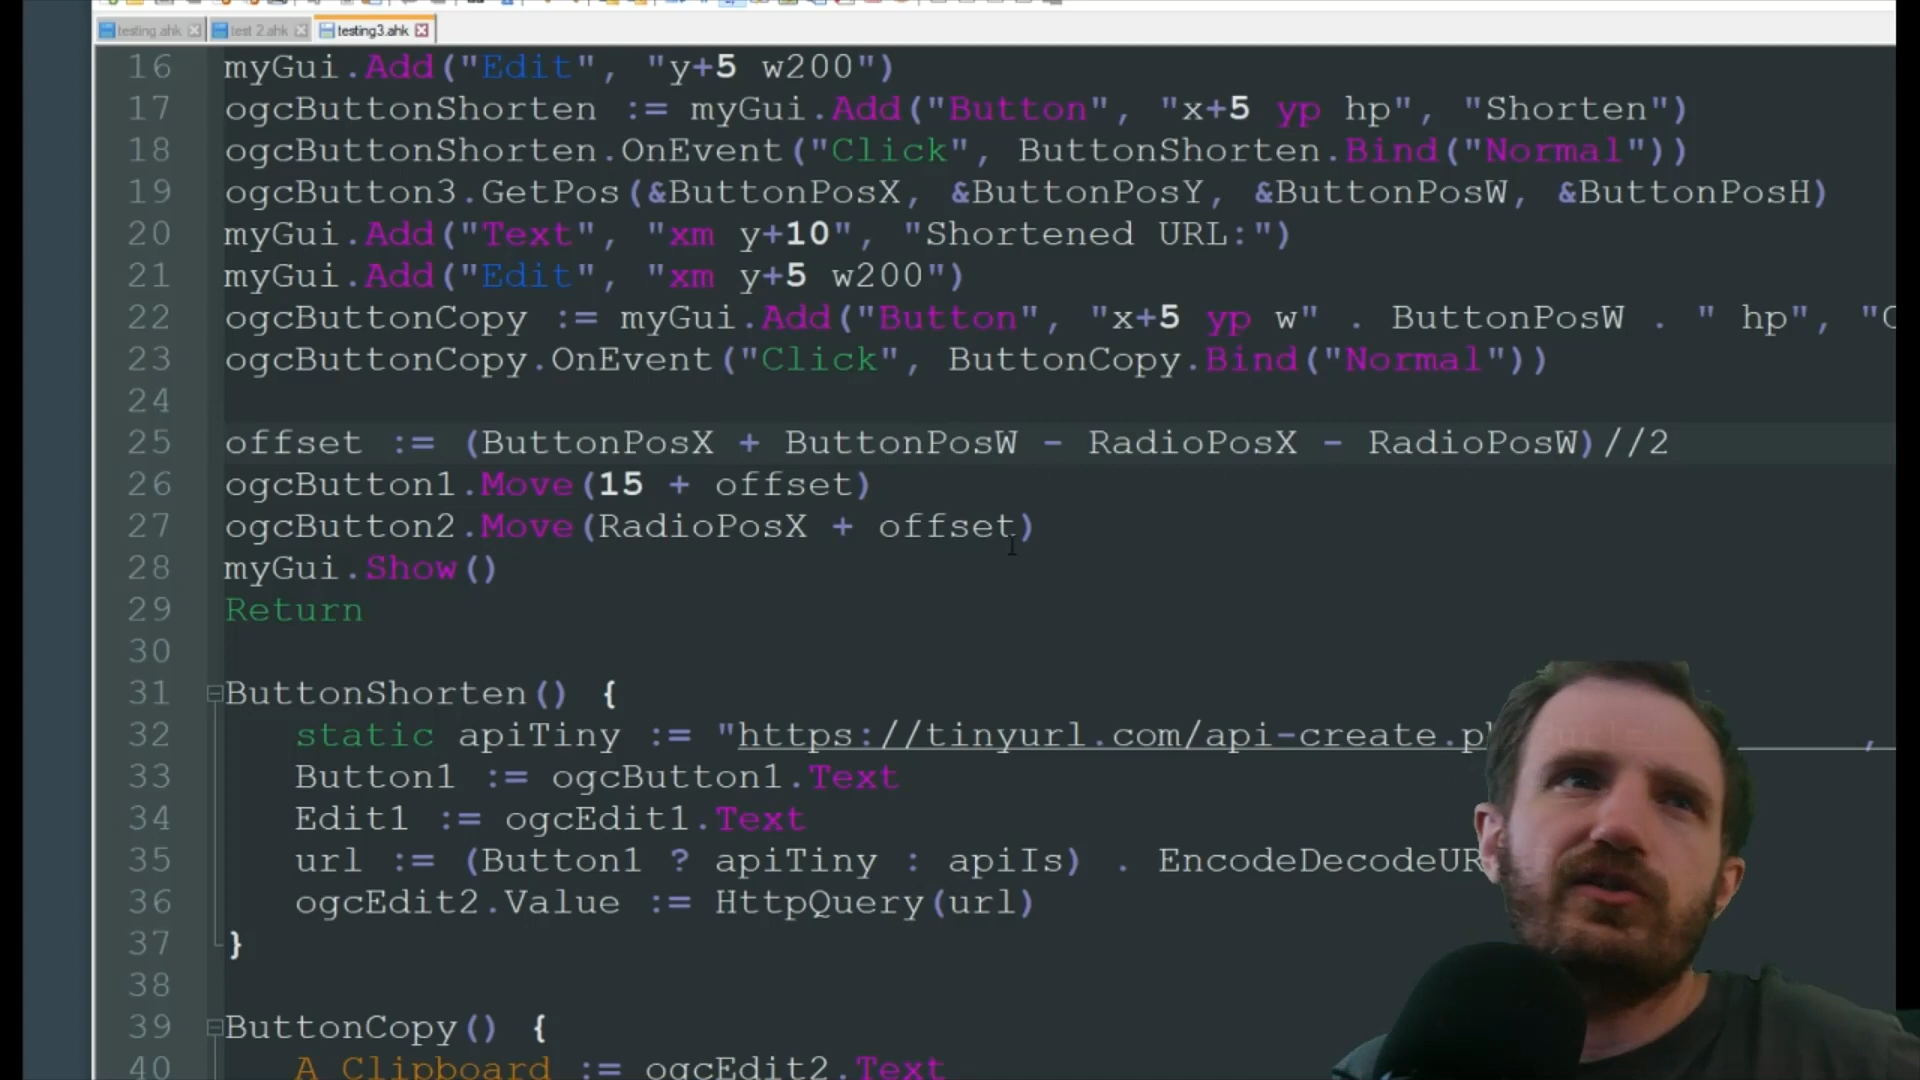 testing.ahk test 2.ahk testing3.ahk
16 myGui.Add("Edit", "y+5 w200")
17 ogcButtonShorten := myGui.Add("Button", "x+5 yp hp", "Shorten")
18 ogcButtonShorten.OnEvent("Click", ButtonShorten.Bind("Normal"))
19 ogcButton3.GetPos(&ButtonPosX, &ButtonPosY, &ButtonPosW, &ButtonPosH)
20 myGui.Add("Text", "xm y+10", "Shortened URL:")
21 myGui.Add("Edit", "xm y+5 w200")
22 ogcButtonCopy := myGui.Add("Button", "x+5 yp w" . ButtonPosW . " hp", "C
23 ogcButtonCopy.OnEvent("Click", ButtonCopy.Bind("Normal"))
24
25 offset := (ButtonPosX + ButtonPosW - RadioPosX - RadioPosW)//2
26 ogcButton1.Move(15 + offset)
27 ogcButton2.Move(RadioPosX + offset)
28 myGui.Show()
29 Return
30
31 ButtonShorten() {
32 static apiTiny := "https://tinyurl.com/api-create.p
33 Button1 := ogcButton1.Text
34 Edit1 := ogcEdit1.Text
35 url := (Button1 ? apiTiny : apiIs) . EncodeDecodeUR
36 ogcEdit2.Value := HttpQuery(url)
37 }
38
39 ButtonCopy() {
40 A_Clipboard := ogcEdit2.Text